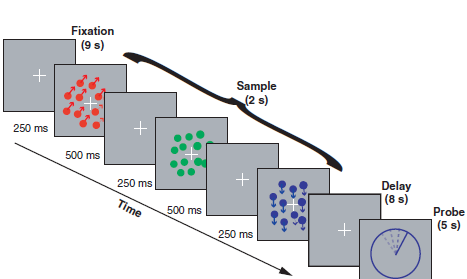 Fixation
(9 s)
Sample
(2 s)
250 ms
500 ms
250 ms
500 ms
250 ms
Time
Delay
(8 s)
Probe
(5 s)